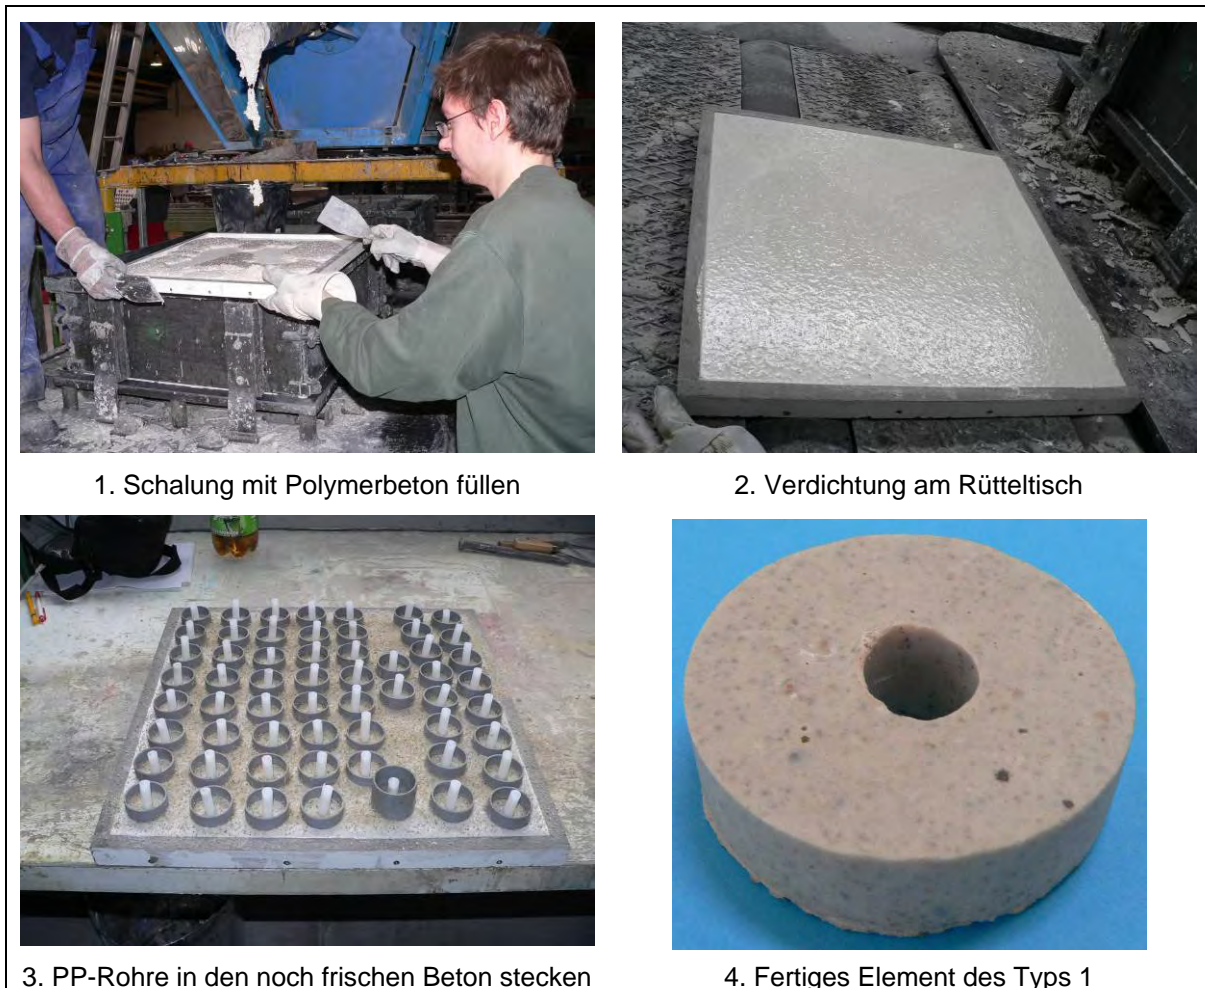 1. Schalung mit Polymerbeton füllen
2. Verdichtung am Rütteltisch
3. PP-Rohre in den noch frischen Beton stecken
4. Fertiges Element des Typs 1